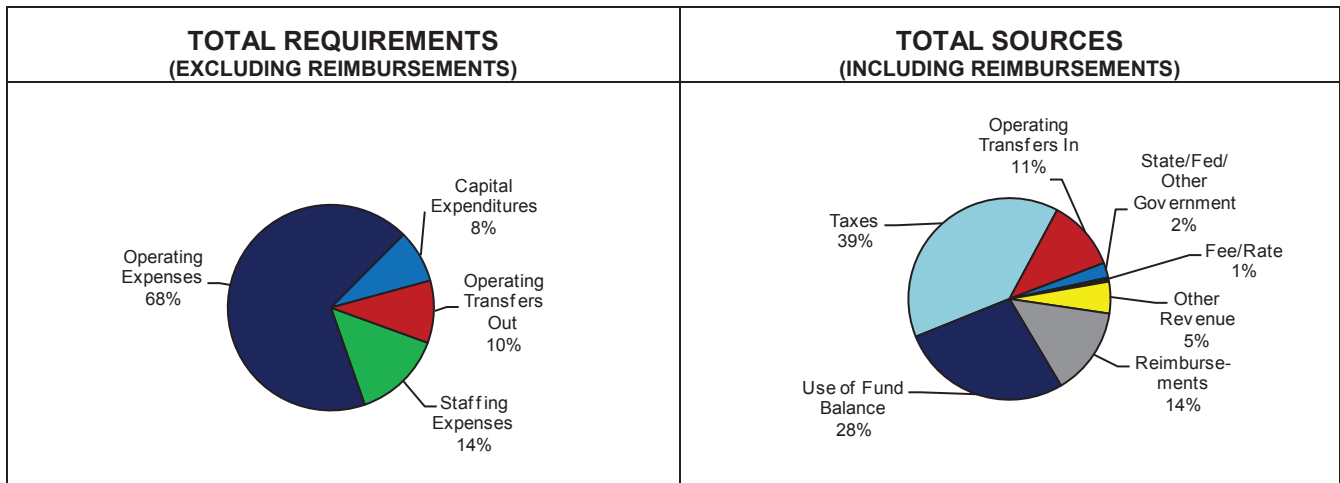 TOTAL REQUIREMENTS
(EXCLUDING REIMBURSEMENTS)
Capital
Expenditures
8%
Operating
Expenses
68%
Operating
Transfers
Out
10%
Staffing
Expenses
14%
TOTAL SOURCES
(INCLUDING REIMBURSEMENTS)
Operating
Transfers In
11%
State/Fed/
Other
Government
2%
Taxes
39%
Fee/Rate
1%
Other
Revenue
5%
Reimburse-
ments
14%
Use of Fund
Balance
28%